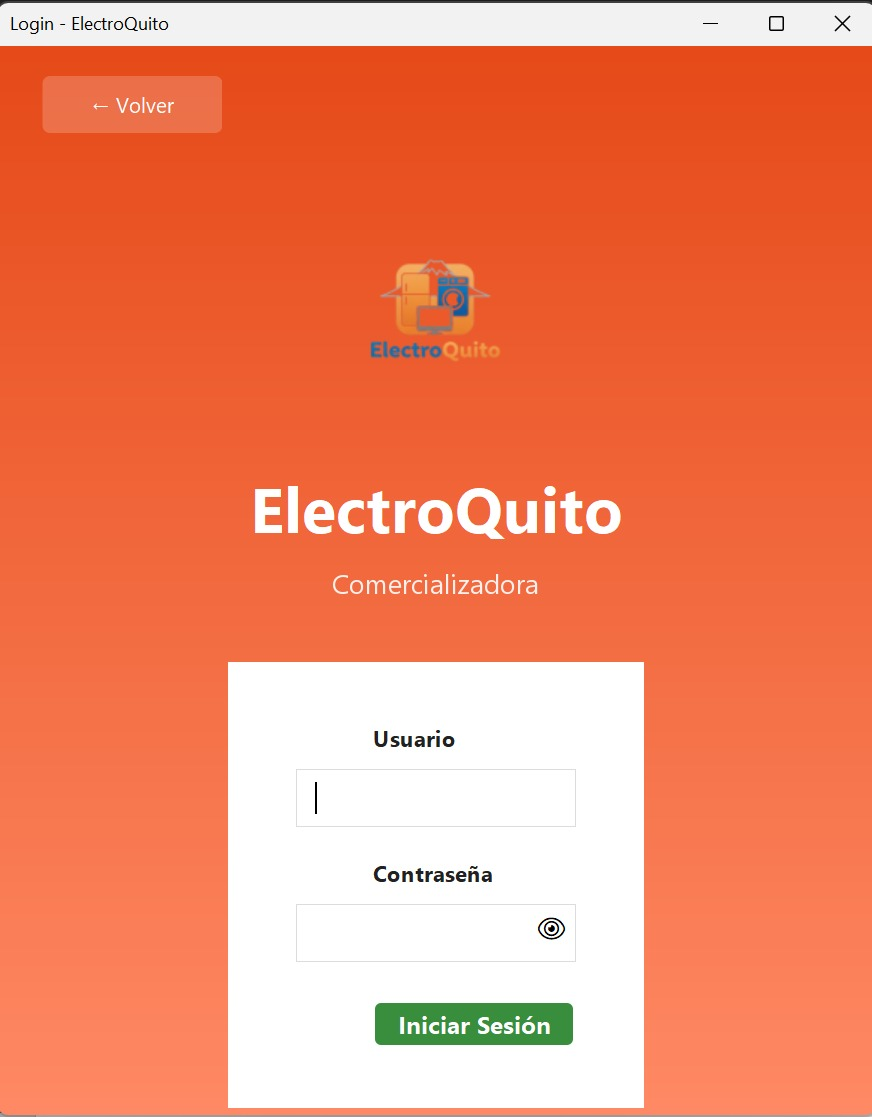 Login - ElectroQuito
← Volver
ElectroQuito
ElectroQuito
Comercializadora
Usuario
Contraseña
Iniciar Sesión